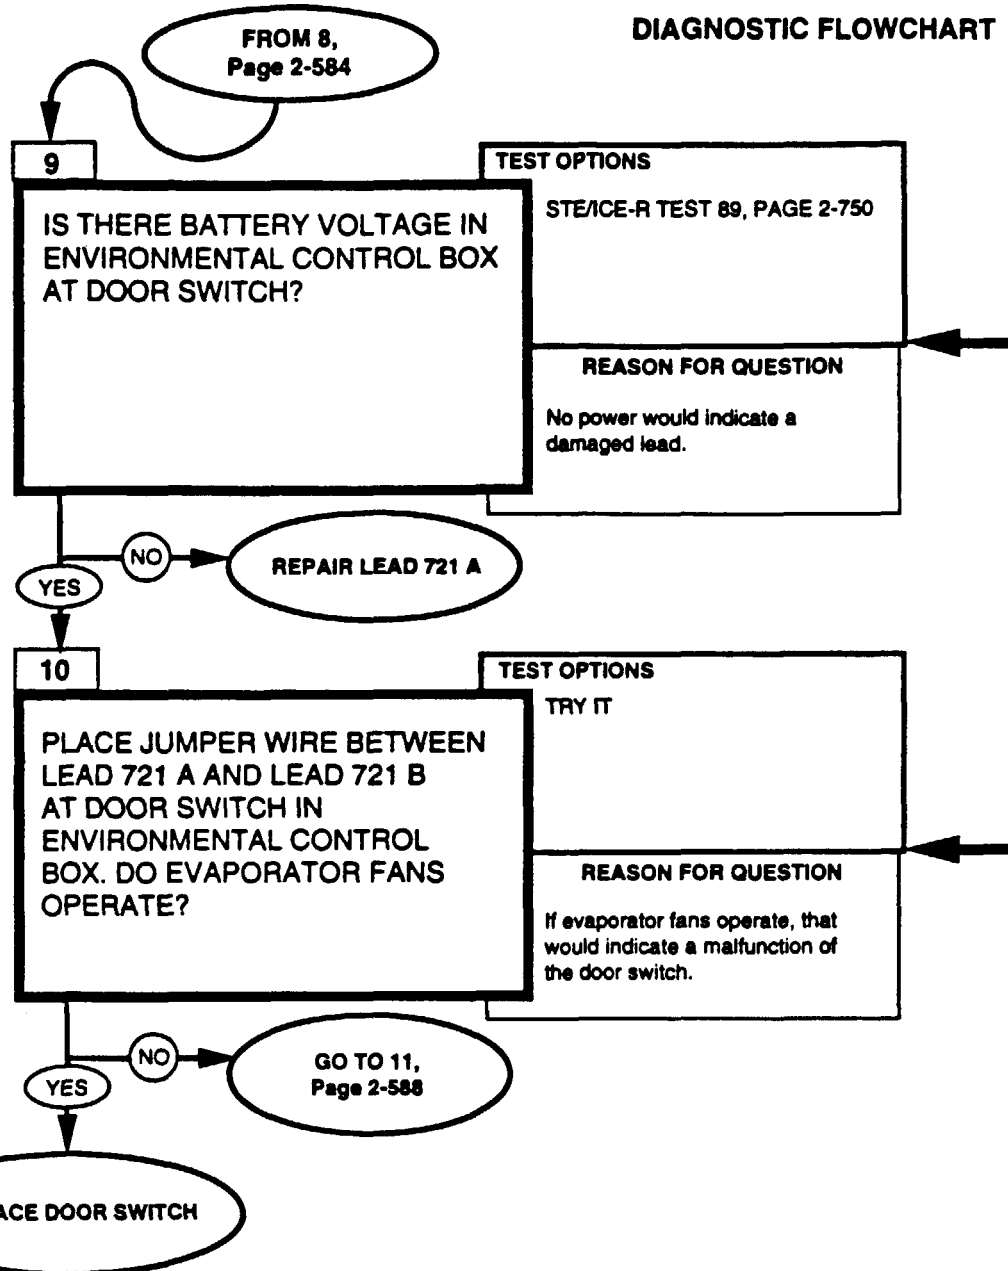 DIAGNOSTIC FLOWCHART
FROM 8,
Page 2-584
9
IS THERE BATTERY VOLTAGE IN
ENVIRONMENTAL CONTROL BOX
AT DOOR SWITCH?
TEST OPTIONS
STE/ICE-R TEST 89, PAGE 2-750
REASON FOR QUESTION
No power would indicate a
damaged lead.
NO
REPAIR LEAD 721 A
YES
10
PLACE JUMPER WIRE BETWEEN
LEAD 721 A AND LEAD 721 B
AT DOOR SWITCH IN
ENVIRONMENTAL CONTROL
BOX. DO EVAPORATOR FANS
OPERATE?
TEST OPTIONS
TRY IT
REASON FOR QUESTION
If evaporator fans operate, that
would indicate a malfunction of
the door switch.
NO
GO TO 11,
Page 2-588
YES
ACE DOOR SWITCH